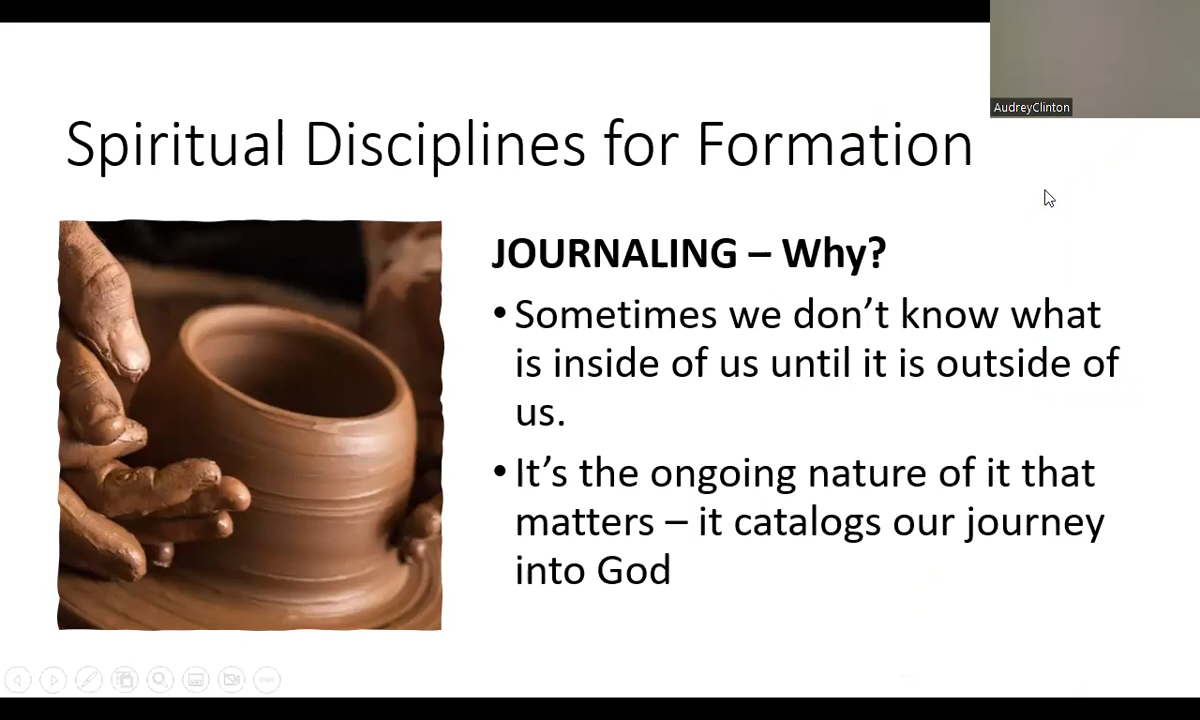 AudreyClinton
Spiritual Disciplines for Formation
JOURNALING – Why?
• Sometimes we don’t know what
is inside of us until it is outside of
us.
• It’s the ongoing nature of it that
matters – it catalogs our journey
into God